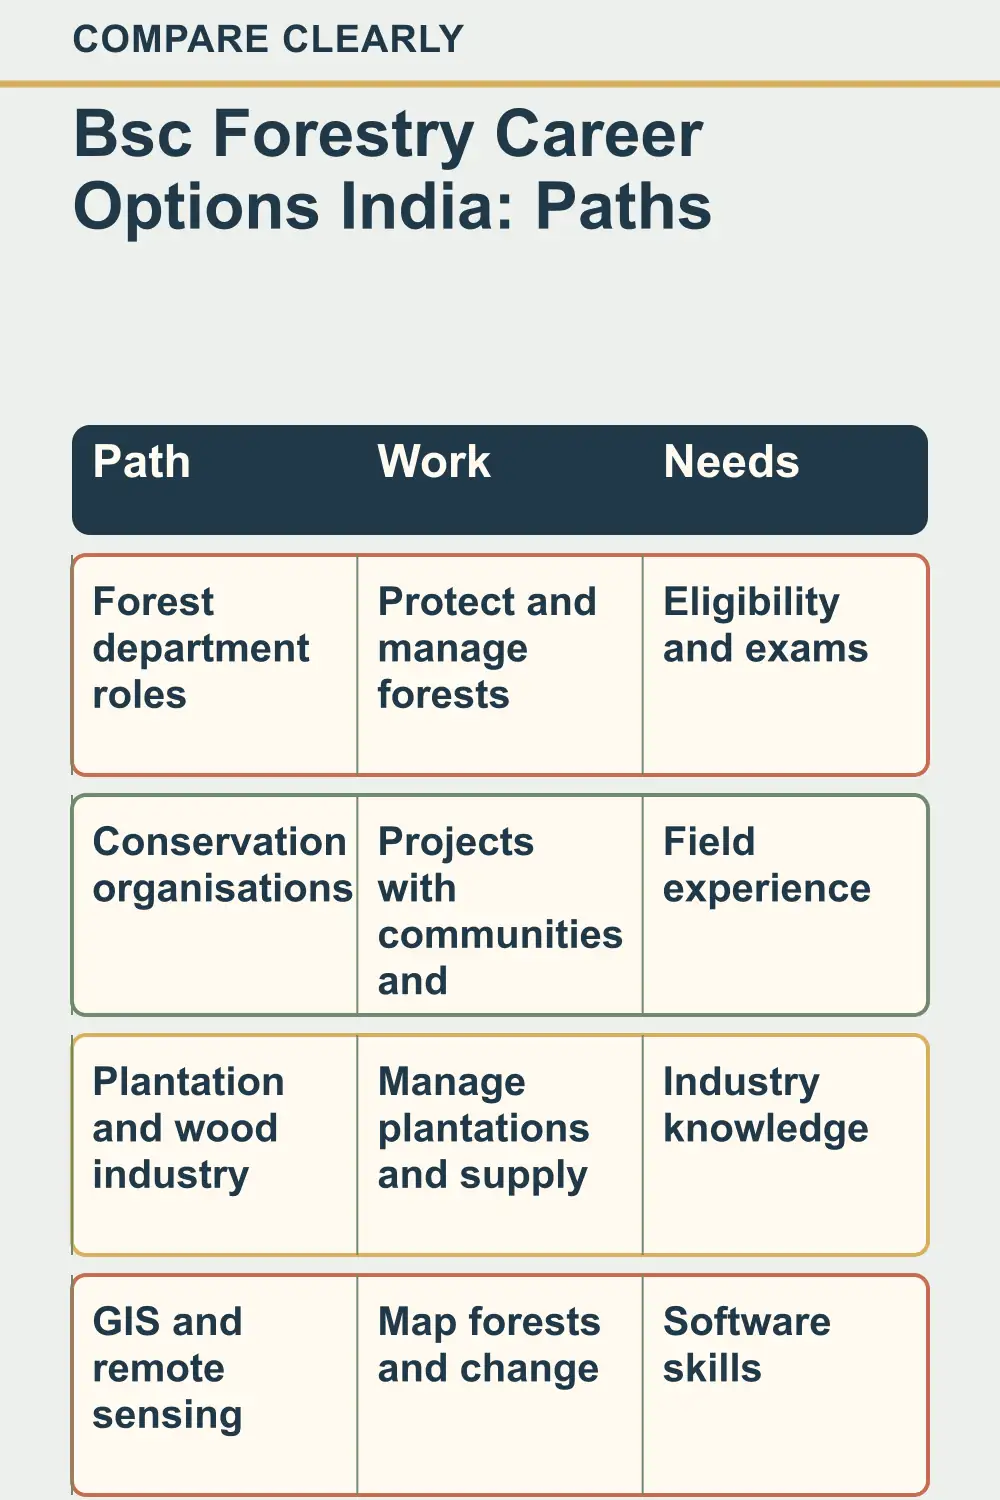 COMPARE CLEARLY
Bsc Forestry Career
Options India: Paths
Path Work Needs
Forest
department
roles
Protect and
manage
forests
Eligibility
and exams
Conservation
organisations
Projects
with
communities
and
Field
experience
Plantation
and wood
industry
Manage
plantations
and supply
Industry
knowledge
GIS and
remote
sensing
Map forests
and change
Software
skills